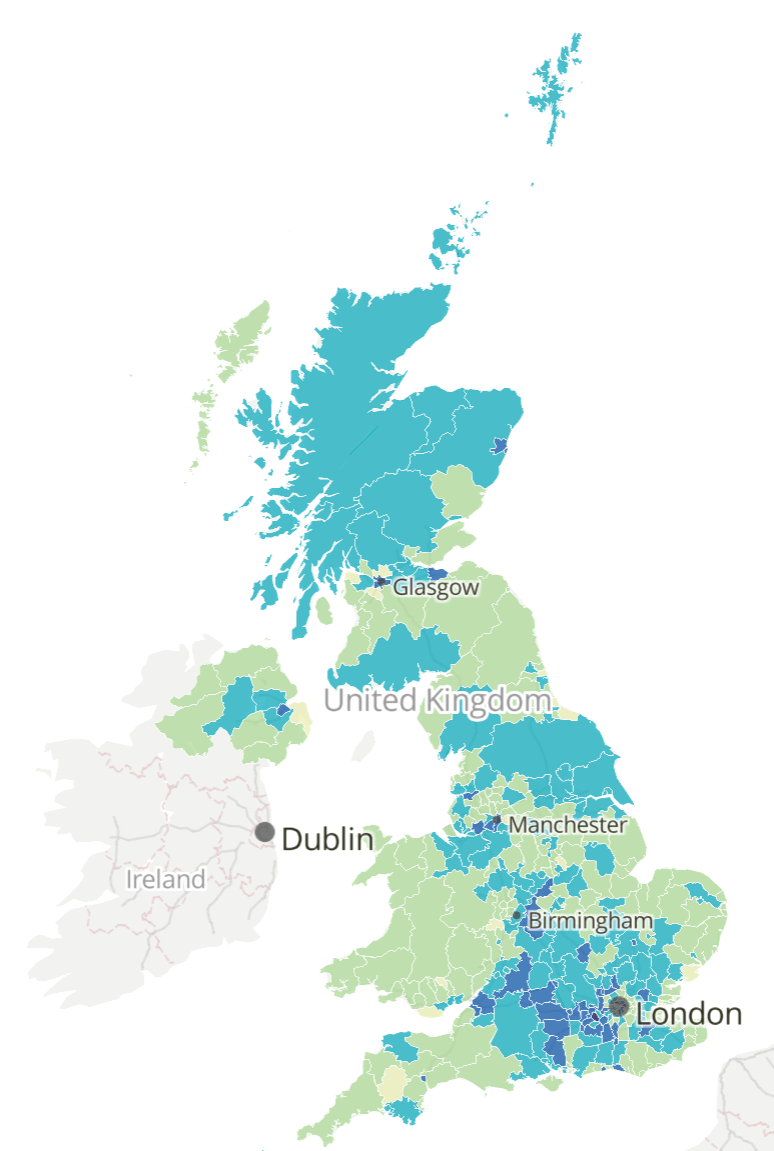 Glasgow
United Kingdom
Manchester
Dublin
Ireland
Birmingham
London